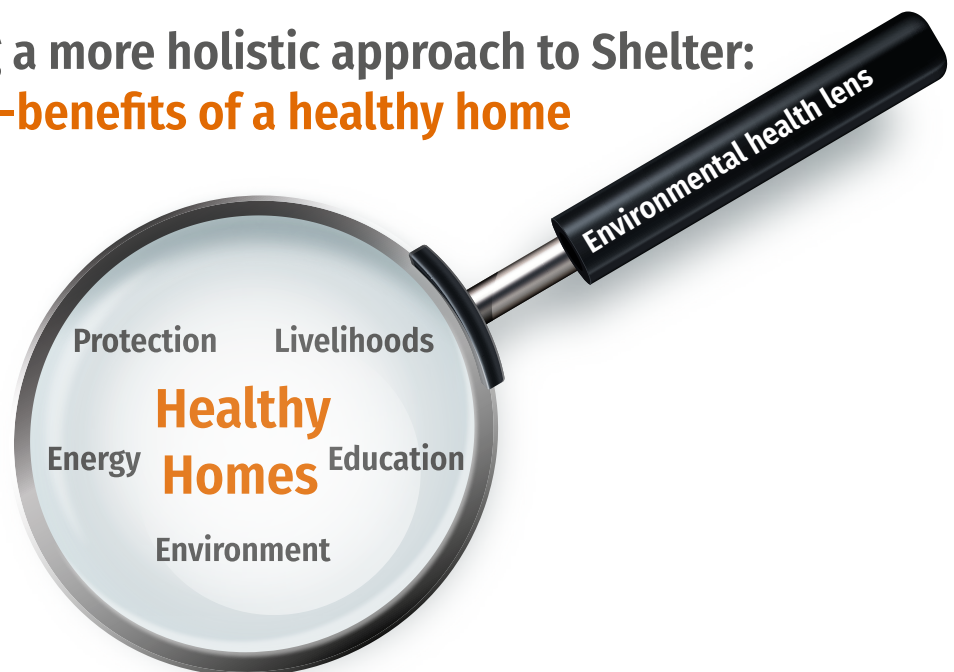 a more holistic approach to Shelter:
-benefits of a healthy home
Environmental health lens
Protection Livelihoods
Healthy
Energy Homes Education
Environment